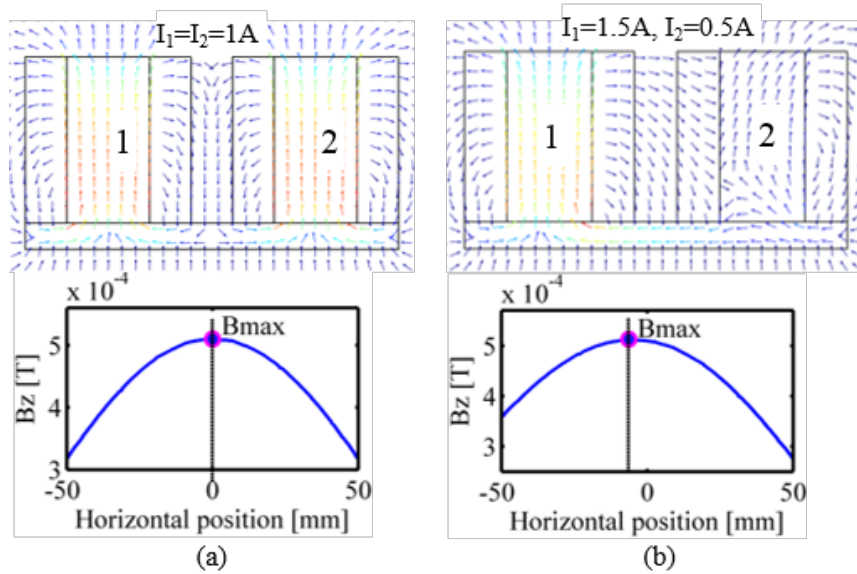 I₁=I₂=1A
1
2
x 10⁻⁴
Bmax
5
4
3
Bz [T]
-50
0
50
Horizontal position [mm]
(a)
I₁=1.5A, I₂=0.5A
1
2
x 10⁻⁴
Bmax
5
4
3
Bz [T]
-50
0
50
Horizontal position [mm]
(b)